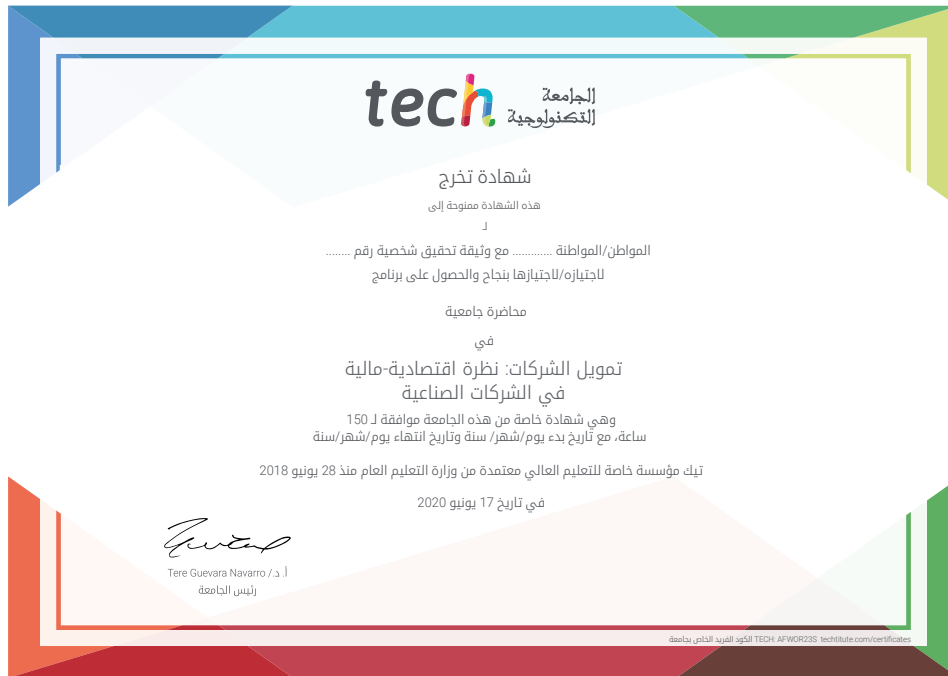 tech الجامعة
التكنولوجية
شهادة تخرج
هذه الشهادة ممنوحة إلى
لـ
المواطن/المواطنة ............ مع وثيقة تحقيق شخصية رقم ........
لاجتيازه/لاجتيازها بنجاح والحصول على برنامج
محاضرة جامعية
في
تمويل الشركات: نظرة اقتصادية-مالية
في الشركات الصناعية
وهي شهادة خاصة من هذه الجامعة موافقة لـ 150
ساعة، مع تاريخ بدء يوم/شهر/ سنة وتاريخ انتهاء يوم/شهر/سنة
تيك مؤسسة خاصة للتعليم العالي معتمدة من وزارة التعليم العام منذ 28 يونيو 2018
في تاريخ 17 يونيو 2020
أ. د./ Tere Guevara Navarro
رئيس الجامعة
الكود الفريد الخاص بجامعة TECH: AFWOR23S techtitute.com/certificates